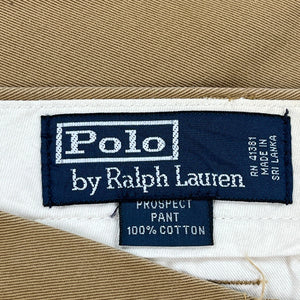 Polo
by Ralph Lauren
RN 41381
MADE IN
SRI LANKA
PROSPECT
PANT
100% COTTON